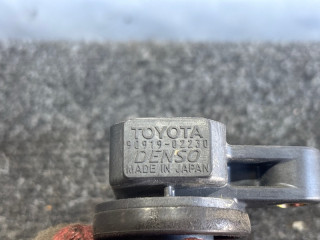 TOYOTA
90919-02230
DENSO
MADE IN JAPAN